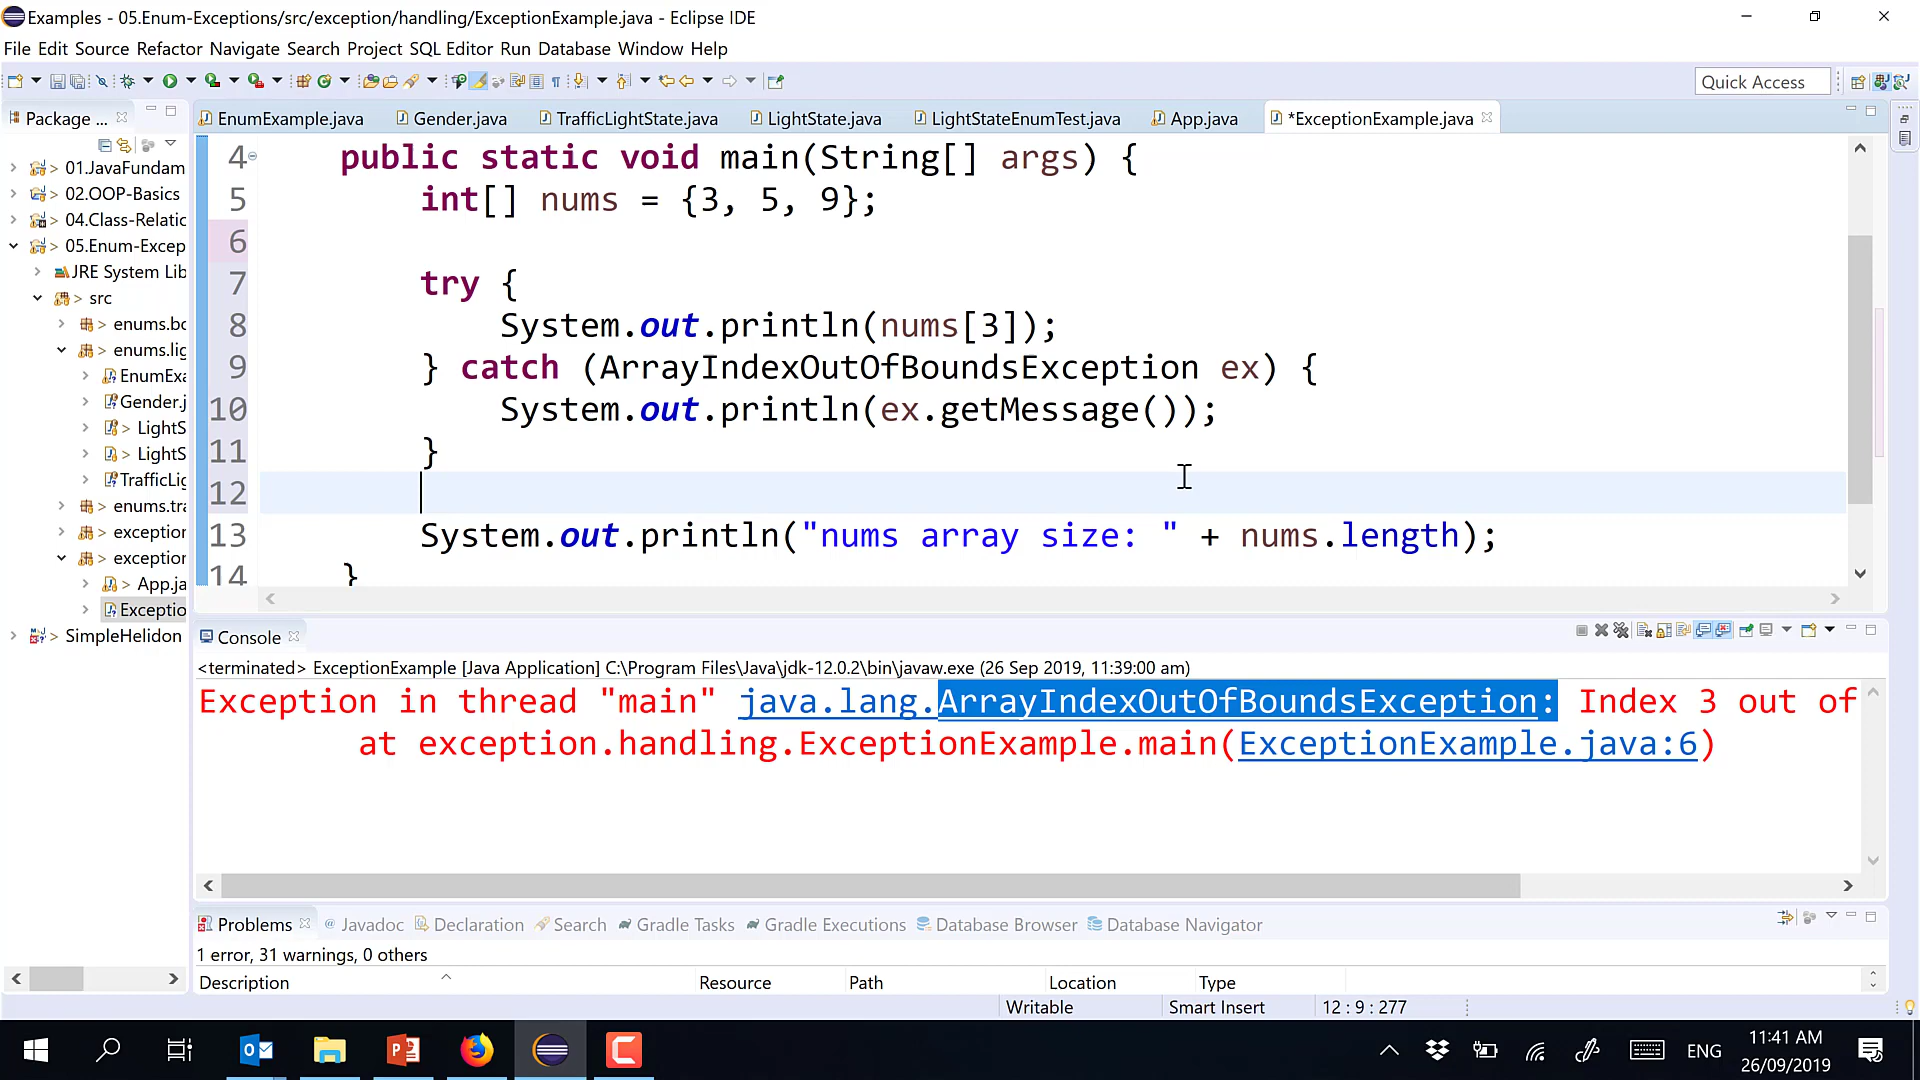 Examples - 05.Enum-Exceptions/src/exception/handling/ExceptionExample.java - Eclipse IDE
File Edit Source Refactor Navigate Search Project SQL Editor Run Database Window Help
Quick Access
Package ...
EnumExample.java
Gender.java
TrafficLightState.java
LightState.java
LightStateEnumTest.java
App.java
*ExceptionExample.java
> 01.JavaFundam
> 02.OOP-Basics
> 04.Class-Relatic
> 05.Enum-Excep
JRE System Lib
> src
> enums.bc
> enums.lig
EnumExa
Gender.j
> LightS
> LightS
TrafficLig
> enums.tra
> exception
> exception
> App.ja
Exceptio
> SimpleHelidon
4 public static void main(String[] args) {
5 int[] nums = {3, 5, 9};
6
7 try {
8 System.out.println(nums[3]);
9 } catch (ArrayIndexOutOfBoundsException ex) {
10 System.out.println(ex.getMessage());
11 }
12
13 System.out.println("nums array size: " + nums.length);
14 }
Console
<terminated> ExceptionExample [Java Application] C:\Program Files\Java\jdk-12.0.2\bin\javaw.exe (26 Sep 2019, 11:39:00 am)
Exception in thread "main" java.lang.ArrayIndexOutOfBoundsException: Index 3 out of
at exception.handling.ExceptionExample.main(ExceptionExample.java:6)
Problems @ Javadoc Declaration Search Gradle Tasks Gradle Executions Database Browser Database Navigator
1 error, 31 warnings, 0 others
Description Resource Path Location Type
Writable Smart Insert 12 : 9 : 277
ENG
11:41 AM
26/09/2019